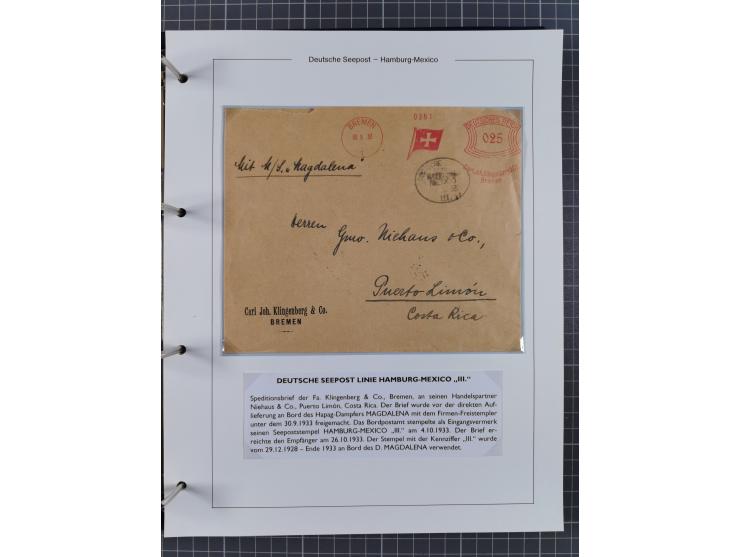 Deutsche Seepost – Hamburg-Mexico
0361
BREMEN
DEUTSCHES REICH
025
Bremen
Mit M/S. „Magdalena"
III.
Herren
Gmo. Niehaus & Co.,
Puerto Limón
Costa Rica
Carl Joh. Klingenberg & Co.
BREMEN
DEUTSCHE SEEPOST LINIE HAMBURG-MEXICO „III."
Speditionsbrief der Fa. Klingenberg & Co., Bremen, an seinen Handelspartner
Niehaus & Co., Puerto Limón, Costa Rica. Der Brief wurde vor der direkten Auf-
lieferung an Bord des Hapag-Dampfers MAGDALENA mit dem Firmen-Freistempler
unter dem 30.9.1933 freigemacht. Das Bordpostamt stempelte als Eingangsvermerk
seinen Seepoststempel HAMBURG-MEXICO „III." am 4.10.1933. Der Brief er-
reichte den Empfänger am 26.10.1933. Der Stempel mit der Kennziffer „III." wurde
vom 29.12.1928 – Ende 1933 an Bord des D. MAGDALENA verwendet.